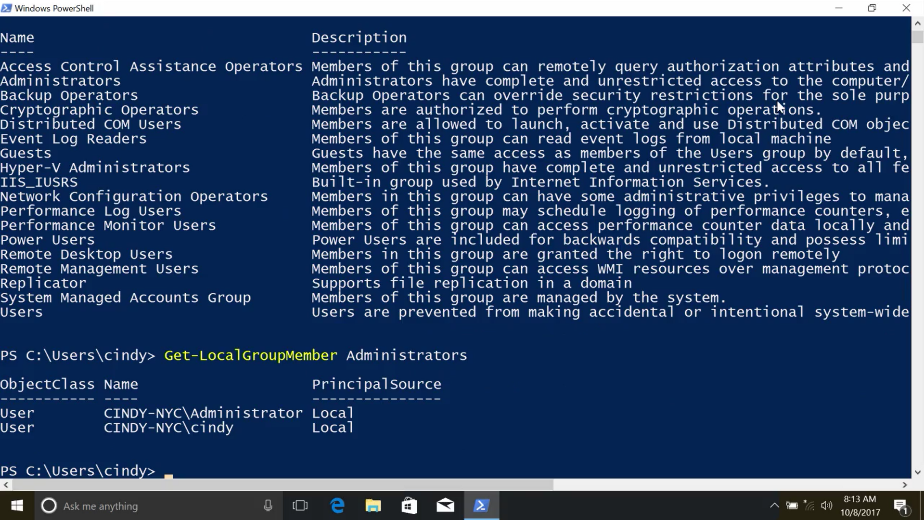 Windows PowerShell
Name Description
---- -----------
Access Control Assistance Operators Members of this group can remotely query authorization attributes and
Administrators Administrators have complete and unrestricted access to the computer/
Backup Operators Backup Operators can override security restrictions for the sole purp
Cryptographic Operators Members are authorized to perform cryptographic operations.
Distributed COM Users Members are allowed to launch, activate and use Distributed COM objec
Event Log Readers Members of this group can read event logs from local machine
Guests Guests have the same access as members of the Users group by default,
Hyper-V Administrators Members of this group have complete and unrestricted access to all fe
IIS_IUSRS Built-in group used by Internet Information Services.
Network Configuration Operators Members in this group can have some administrative privileges to mana
Performance Log Users Members of this group may schedule logging of performance counters, e
Performance Monitor Users Members of this group can access performance counter data locally and
Power Users Power Users are included for backwards compatibility and possess limi
Remote Desktop Users Members in this group are granted the right to logon remotely
Remote Management Users Members of this group can access WMI resources over management protoc
Replicator Supports file replication in a domain
System Managed Accounts Group Members of this group are managed by the system.
Users Users are prevented from making accidental or intentional system-wide
PS C:\Users\cindy> Get-LocalGroupMember Administrators
ObjectClass Name PrincipalSource
----------- ---- ---------------
User CINDY-NYC\Administrator Local
User CINDY-NYC\cindy Local
PS C:\Users\cindy>
Ask me anything
8:13 AM
10/8/2017
1